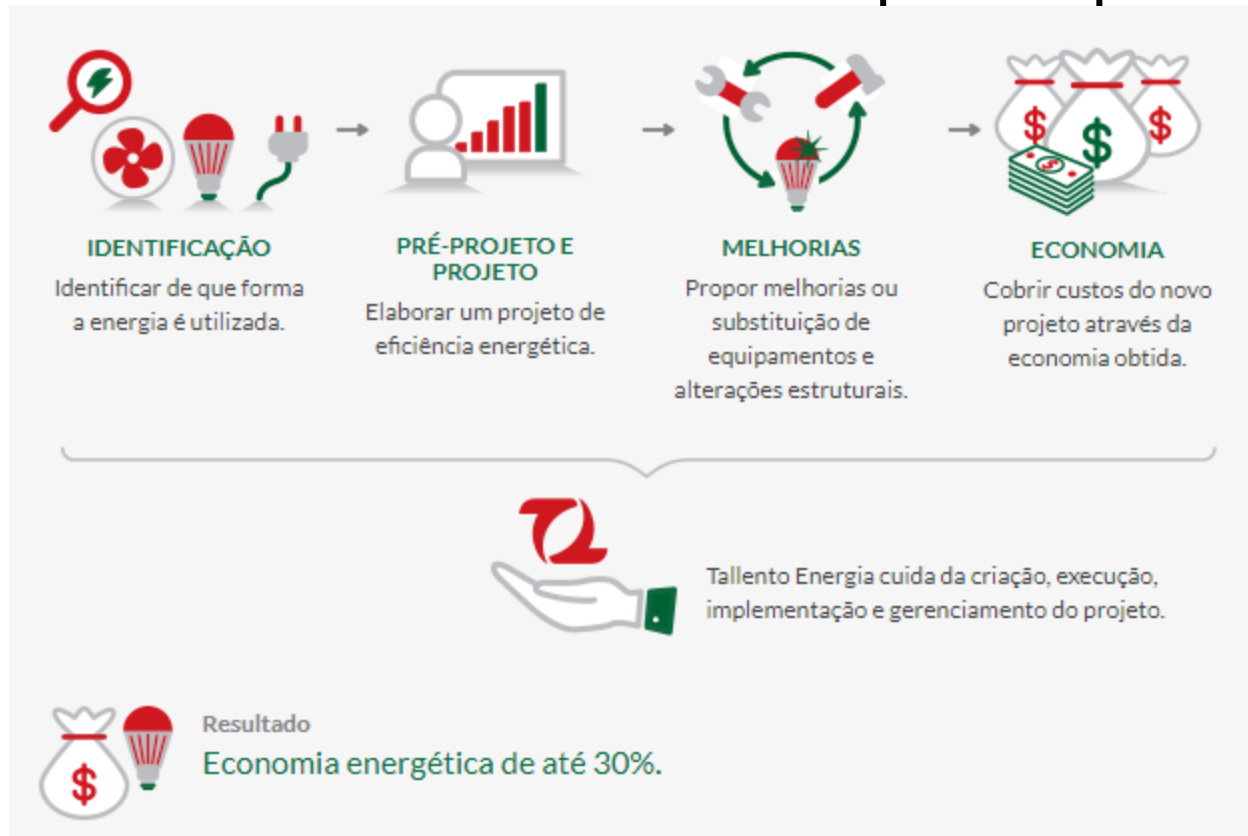 IDENTIFICAÇÃO
Identificar de que forma
a energia é utilizada.
PRÉ-PROJETO E
PROJETO
Elaborar um projeto de
eficiência energética.
MELHORIAS
Propor melhorias ou
substituição de
equipamentos e
alterações estruturais.
ECONOMIA
Cobrir custos do novo
projeto através da
economia obtida.
Tallento Energia cuida da criação, execução,
implementação e gerenciamento do projeto.
Resultado
Economia energética de até 30%.